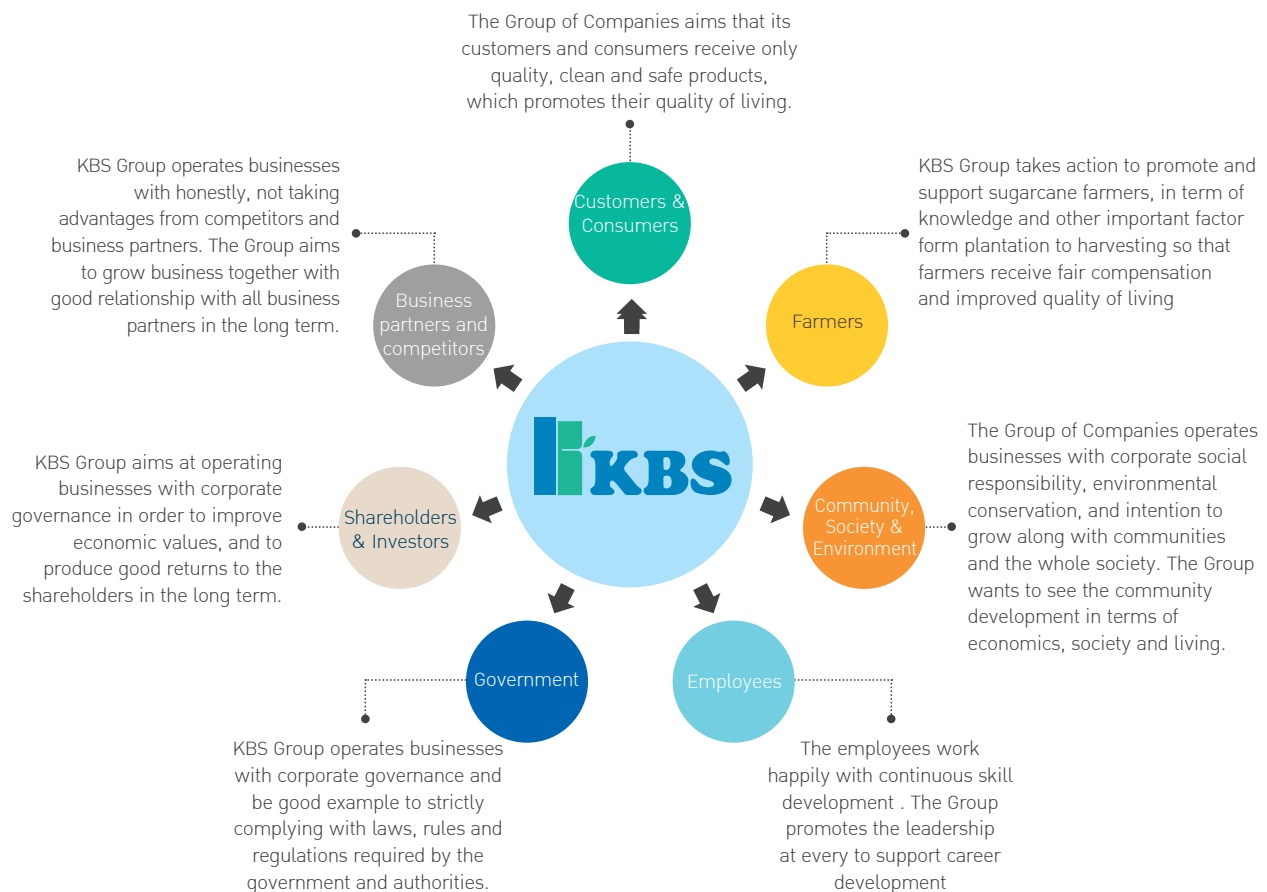 The Group of Companies aims that its
customers and consumers receive only
quality, clean and safe products,
which promotes their quality of living.
Customers &
Consumers
KBS Group operates businesses
with honestly, not taking
advantages from competitors and
business partners. The Group aims
to grow business together with
good relationship with all business
partners in the long term.
Business
partners and
competitors
KBS Group takes action to promote and
support sugarcane farmers, in term of
knowledge and other important factor
form plantation to harvesting so that
farmers receive fair compensation
and improved quality of living
Farmers
KBS
KBS Group aims at operating
businesses with corporate
governance in order to improve
economic values, and to
produce good returns to the
shareholders in the long term.
Shareholders
& Investors
Community,
Society &
Environment
The Group of Companies operates
businesses with corporate social
responsibility, environmental
conservation, and intention to
grow along with communities
and the whole society. The Group
wants to see the community
development in terms of
economics, society and living.
Government
KBS Group operates businesses
with corporate governance and
be good example to strictly
complying with laws, rules and
regulations required by the
government and authorities.
Employees
The employees work
happily with continuous skill
development . The Group
promotes the leadership
at every to support career
development